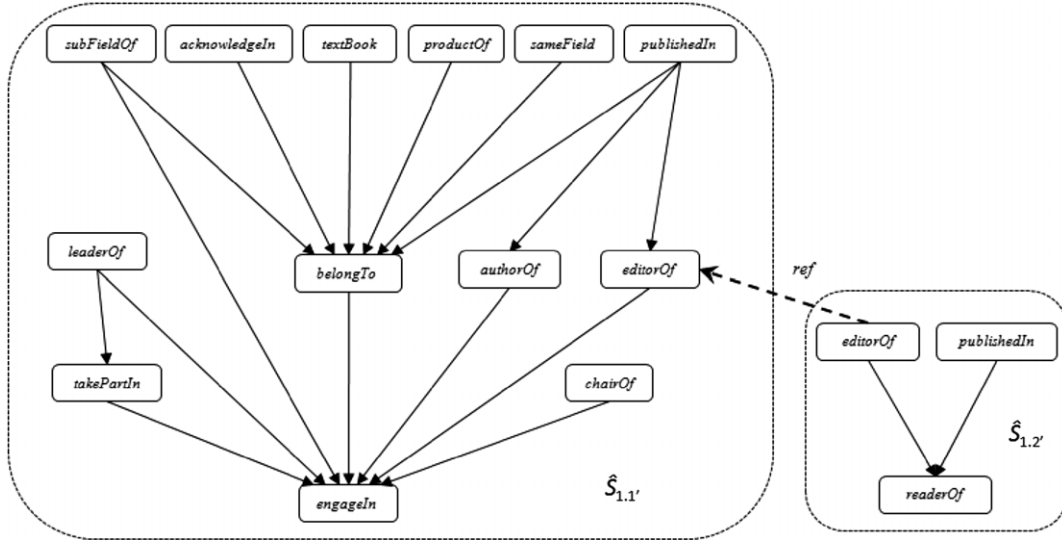 subFieldOf
acknowledgeIn
textBook
productOf
sameField
publishedIn
leaderOf
belongTo
authorOf
editorOf
ref
editorOf
publishedIn
takePartIn
chairOf
Ŝ1.2′
engageIn
Ŝ1.1′
readerOf